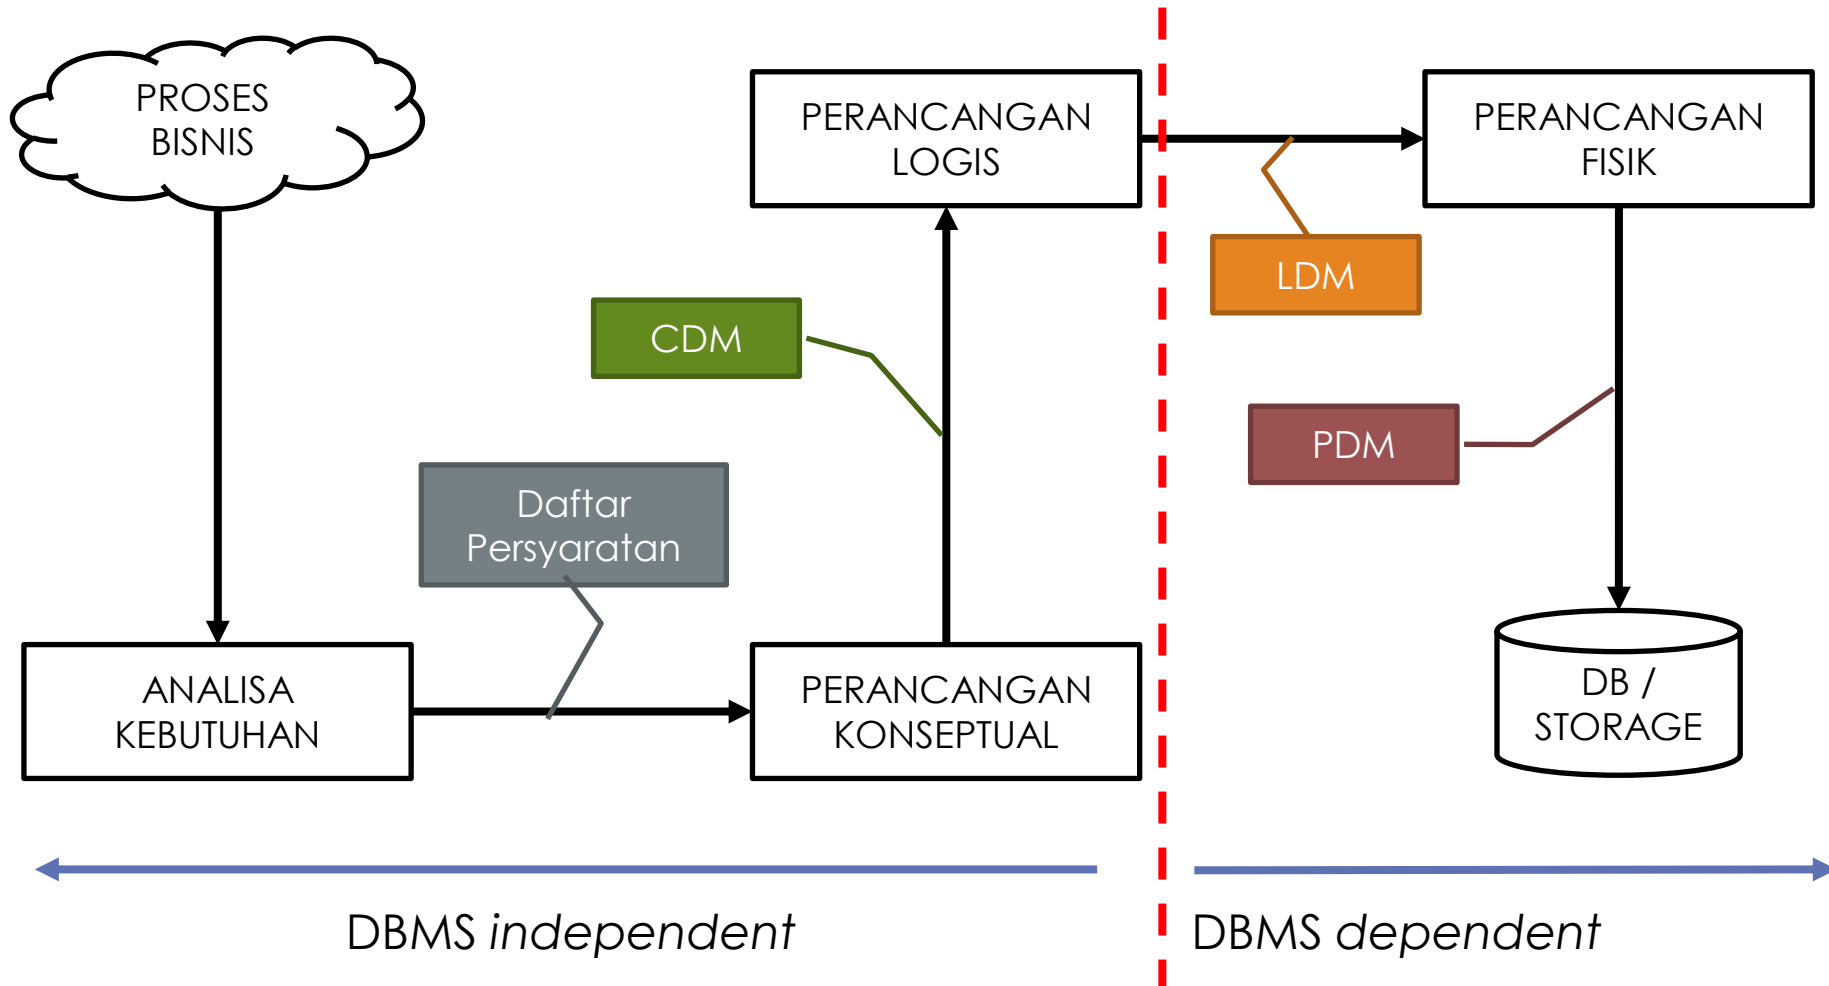 PROSES
BISNIS
PERANCANGAN
LOGIS
PERANCANGAN
FISIK
LDM
CDM
PDM
Daftar
Persyaratan
ANALISA
KEBUTUHAN
PERANCANGAN
KONSEPTUAL
DB /
STORAGE
DBMS independent
DBMS dependent